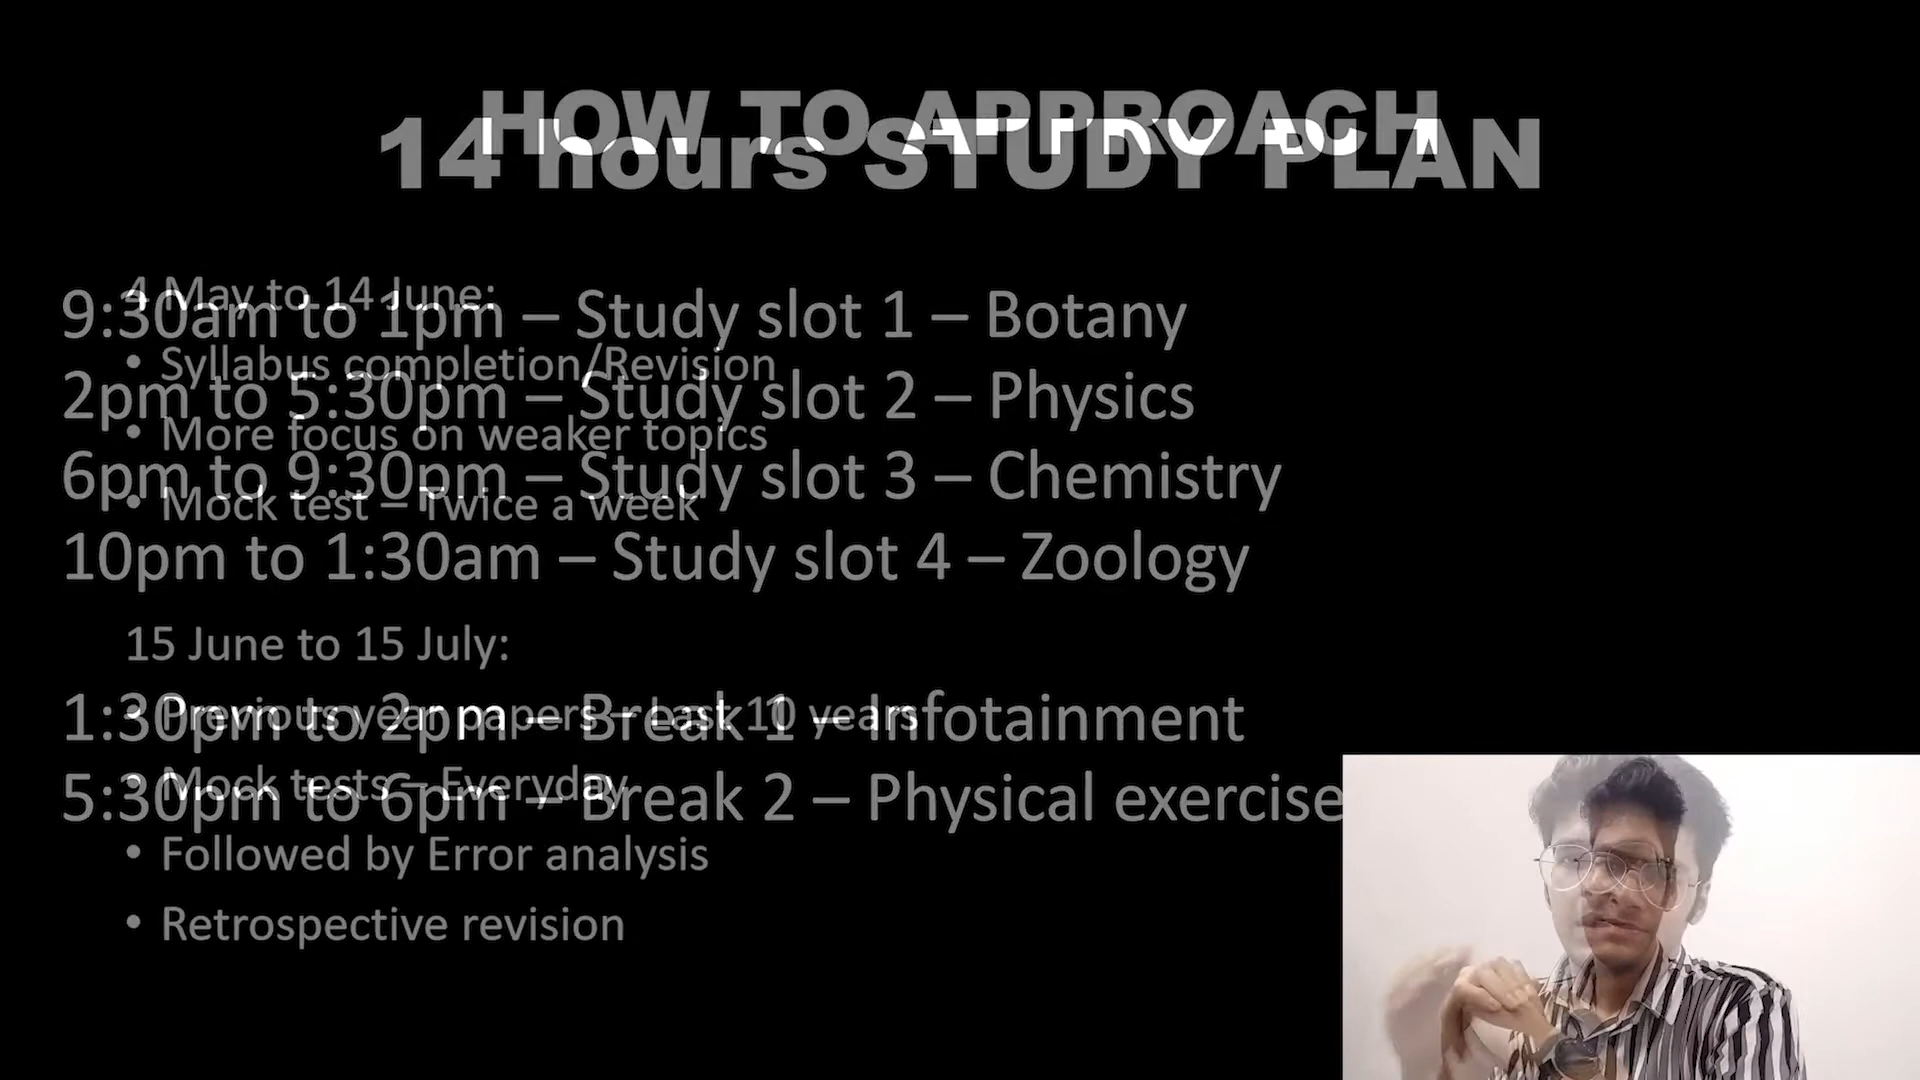 HOW TO APPROACH
14 hours STUDY PLAN
4 May to 14 June:
9:30am to 1pm – Study slot 1 – Botany
• Syllabus completion/Revision
2pm to 5:30pm – Study slot 2 – Physics
• More focus on weaker topics
6pm to 9:30pm – Study slot 3 – Chemistry
• Mock test – Twice a week
10pm to 1:30am – Study slot 4 – Zoology
15 June to 15 July:
1:30pm to 2pm – Break 1 – Infotainment
• Previous year papers – Last 10 years
• Mock tests – Everyday
5:30pm to 6pm – Break 2 – Physical exercise
• Followed by Error analysis
• Retrospective revision